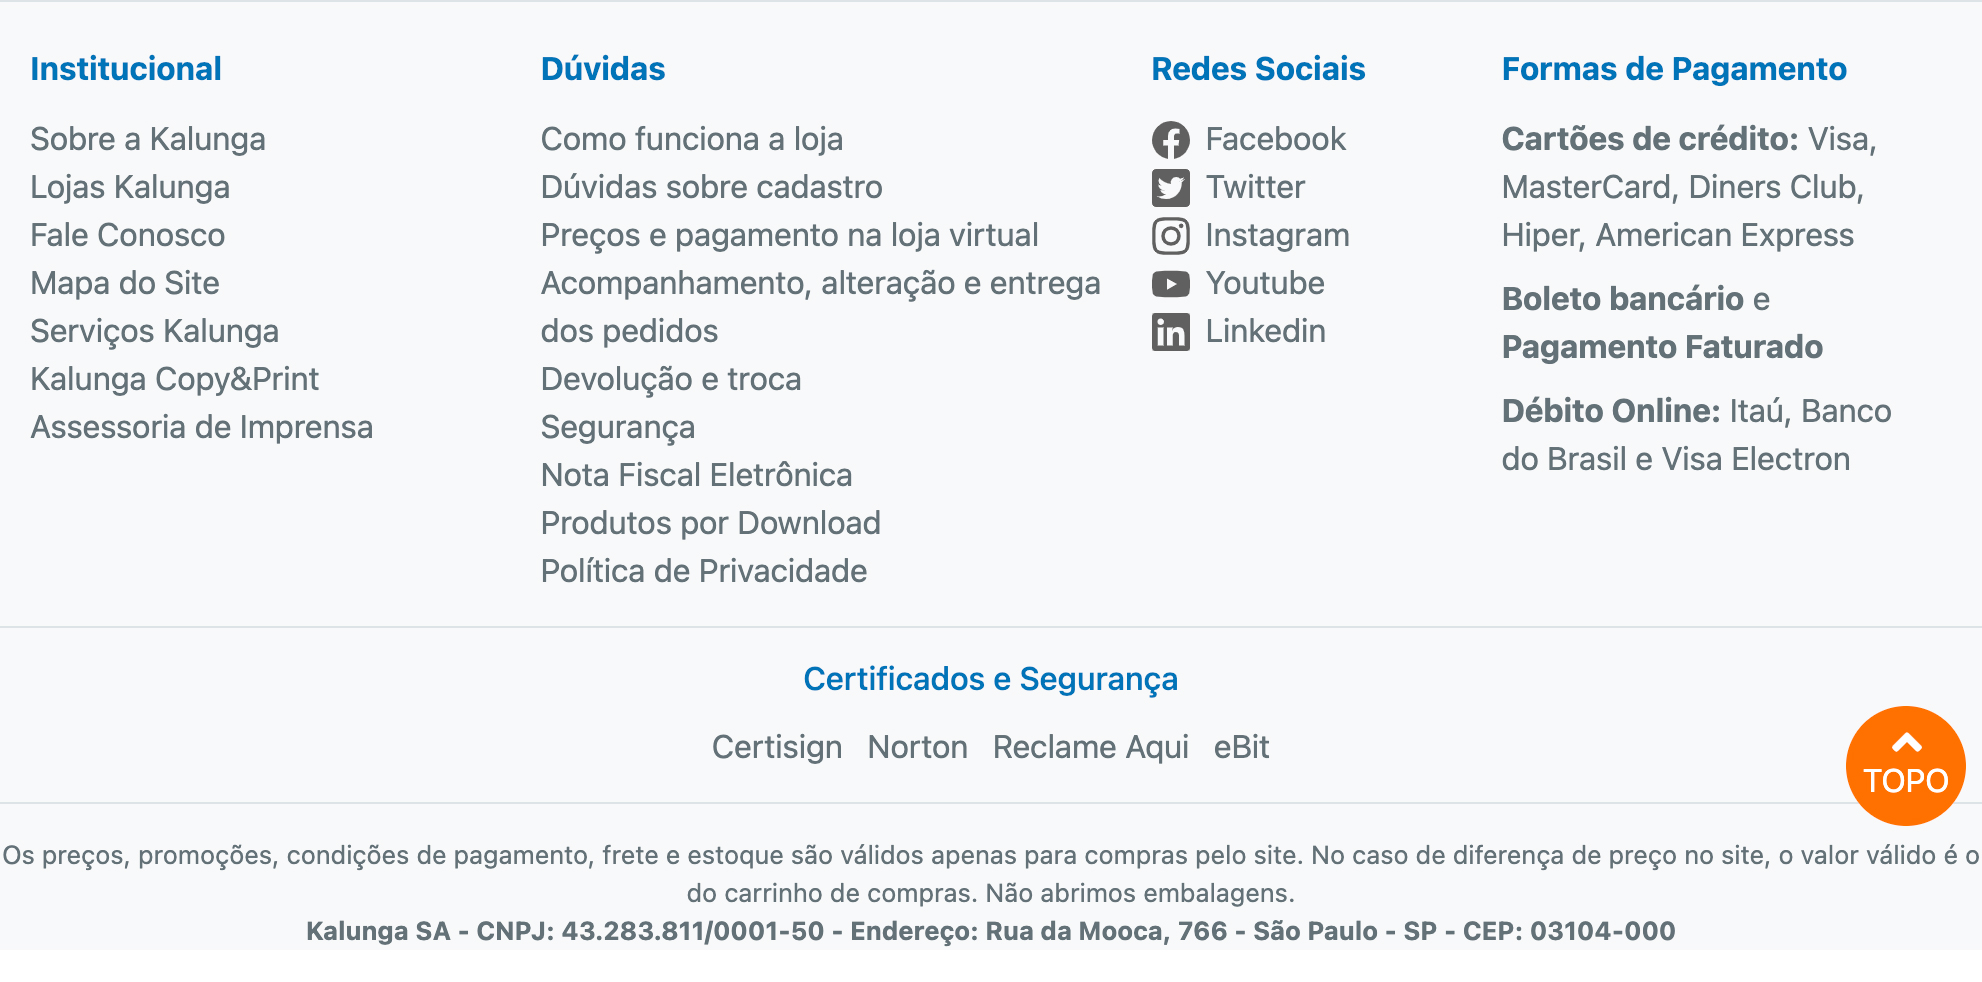 Institucional
Sobre a Kalunga
Lojas Kalunga
Fale Conosco
Mapa do Site
Serviços Kalunga
Kalunga Copy&Print
Assessoria de Imprensa
Dúvidas
Como funciona a loja
Dúvidas sobre cadastro
Preços e pagamento na loja virtual
Acompanhamento, alteração e entrega
dos pedidos
Devolução e troca
Segurança
Nota Fiscal Eletrônica
Produtos por Download
Política de Privacidade
Redes Sociais
Facebook
Twitter
Instagram
Youtube
Linkedin
Formas de Pagamento
Cartões de crédito: Visa,
MasterCard, Diners Club,
Hiper, American Express
Boleto bancário e
Pagamento Faturado
Débito Online: Itaú, Banco
do Brasil e Visa Electron
Certificados e Segurança
Certisign Norton Reclame Aqui eBit
TOPO
Os preços, promoções, condições de pagamento, frete e estoque são válidos apenas para compras pelo site. No caso de diferença de preço no site, o valor válido é o
do carrinho de compras. Não abrimos embalagens.
Kalunga SA - CNPJ: 43.283.811/0001-50 - Endereço: Rua da Mooca, 766 - São Paulo - SP - CEP: 03104-000